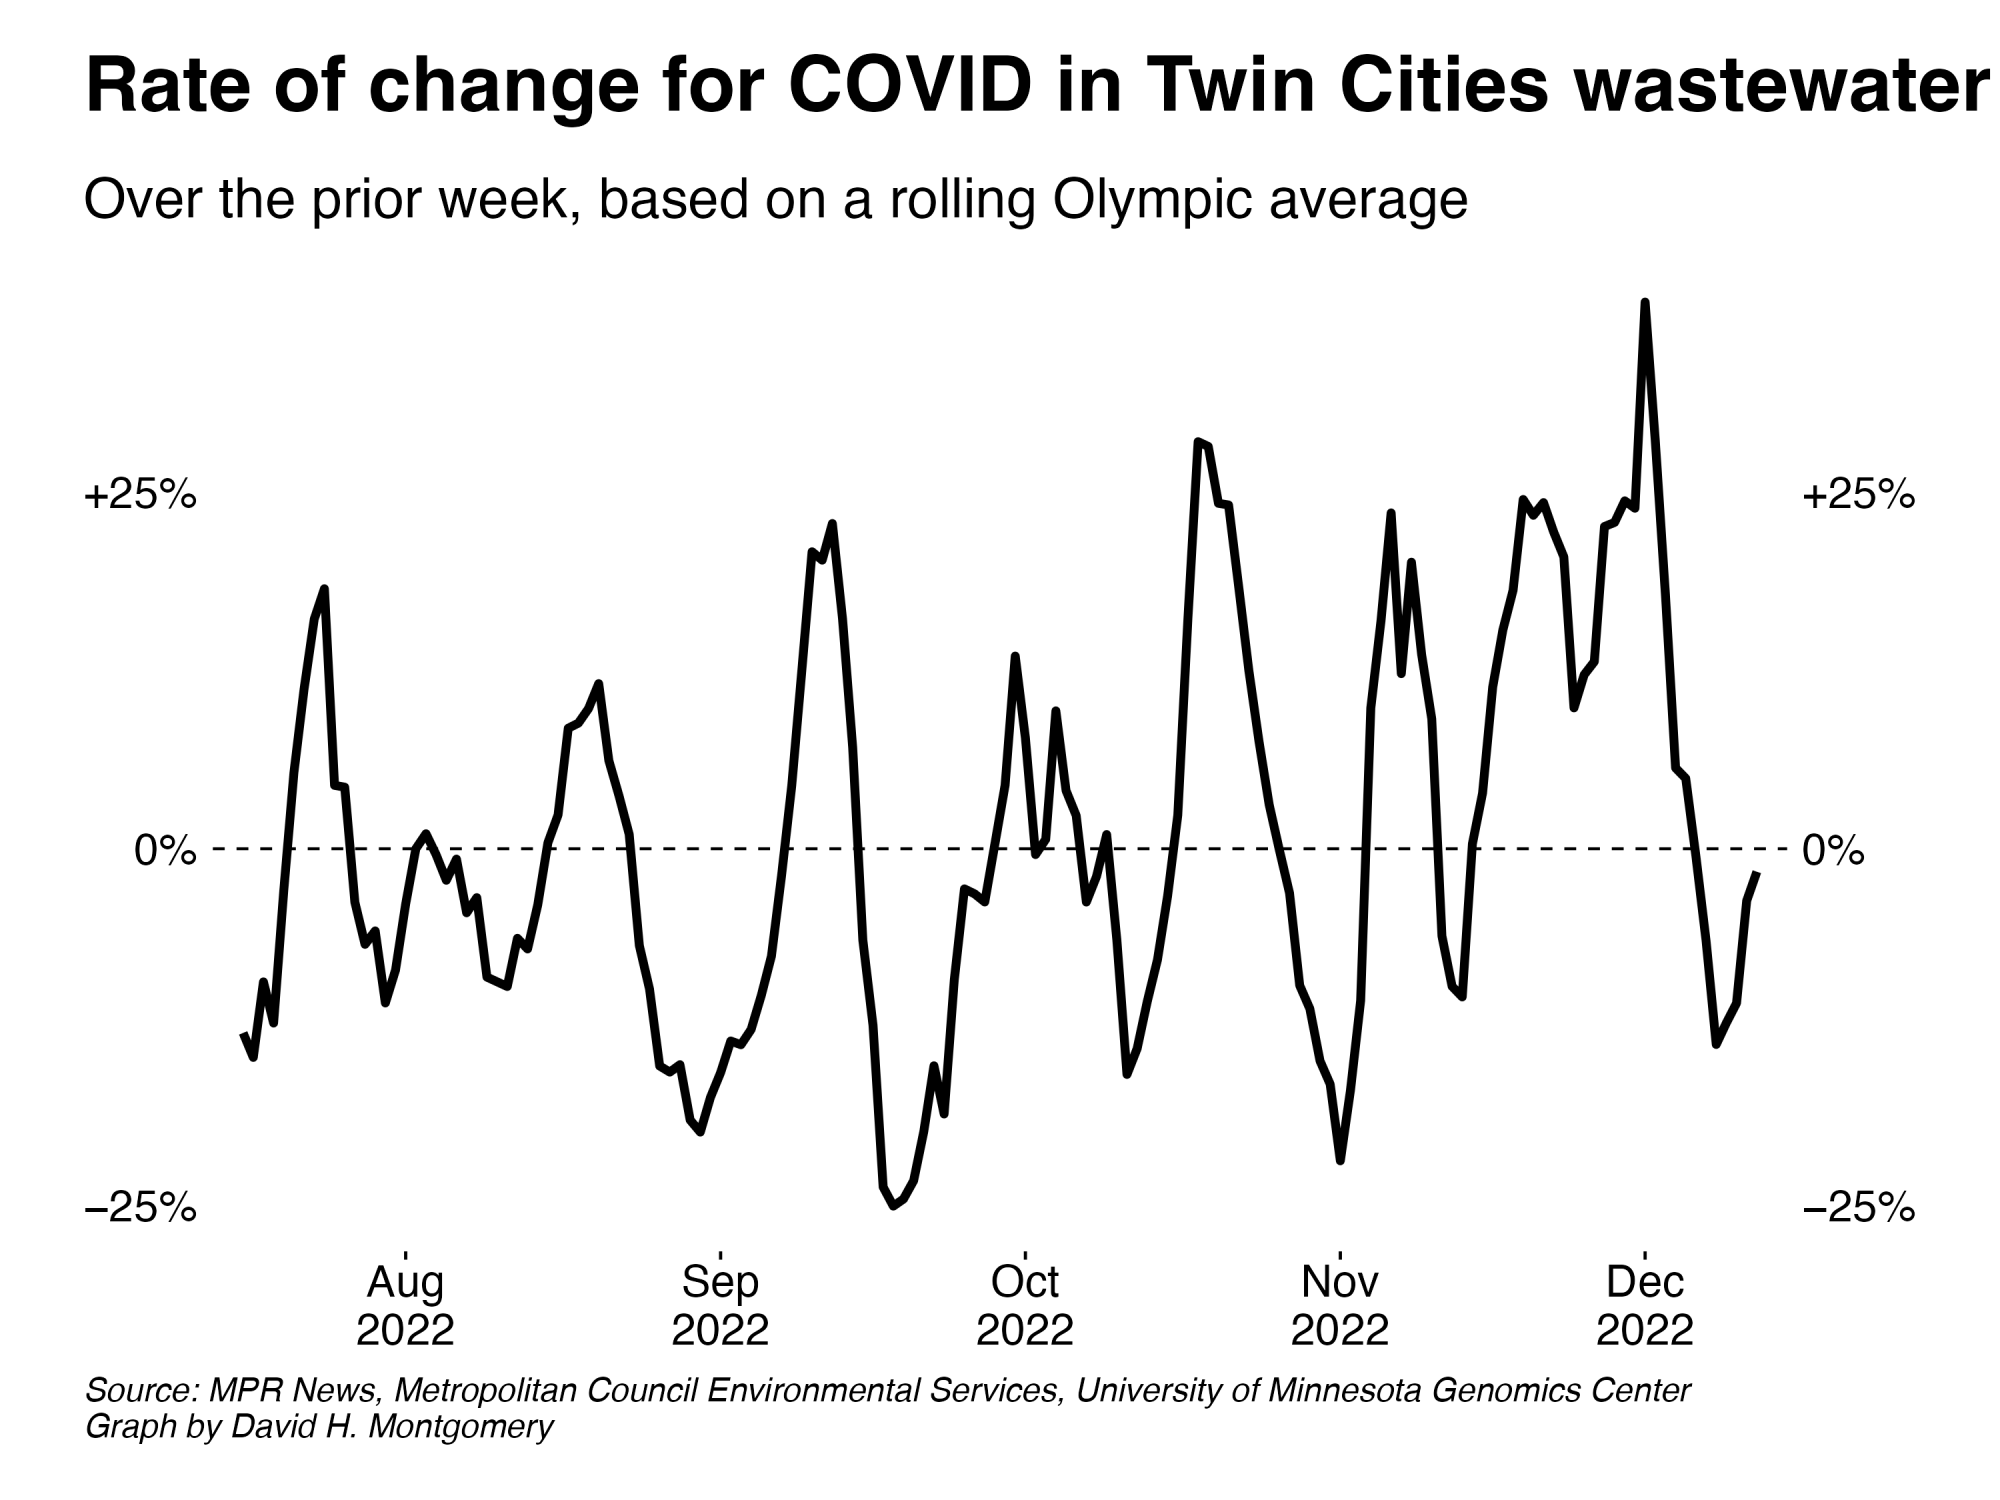 Rate of change for COVID in Twin Cities wastewater
Over the prior week, based on a rolling Olympic average
+25%
+25%
0%
0%
−25%
−25%
Aug
2022
Sep
2022
Oct
2022
Nov
2022
Dec
2022
Source: MPR News, Metropolitan Council Environmental Services, University of Minnesota Genomics Center
Graph by David H. Montgomery